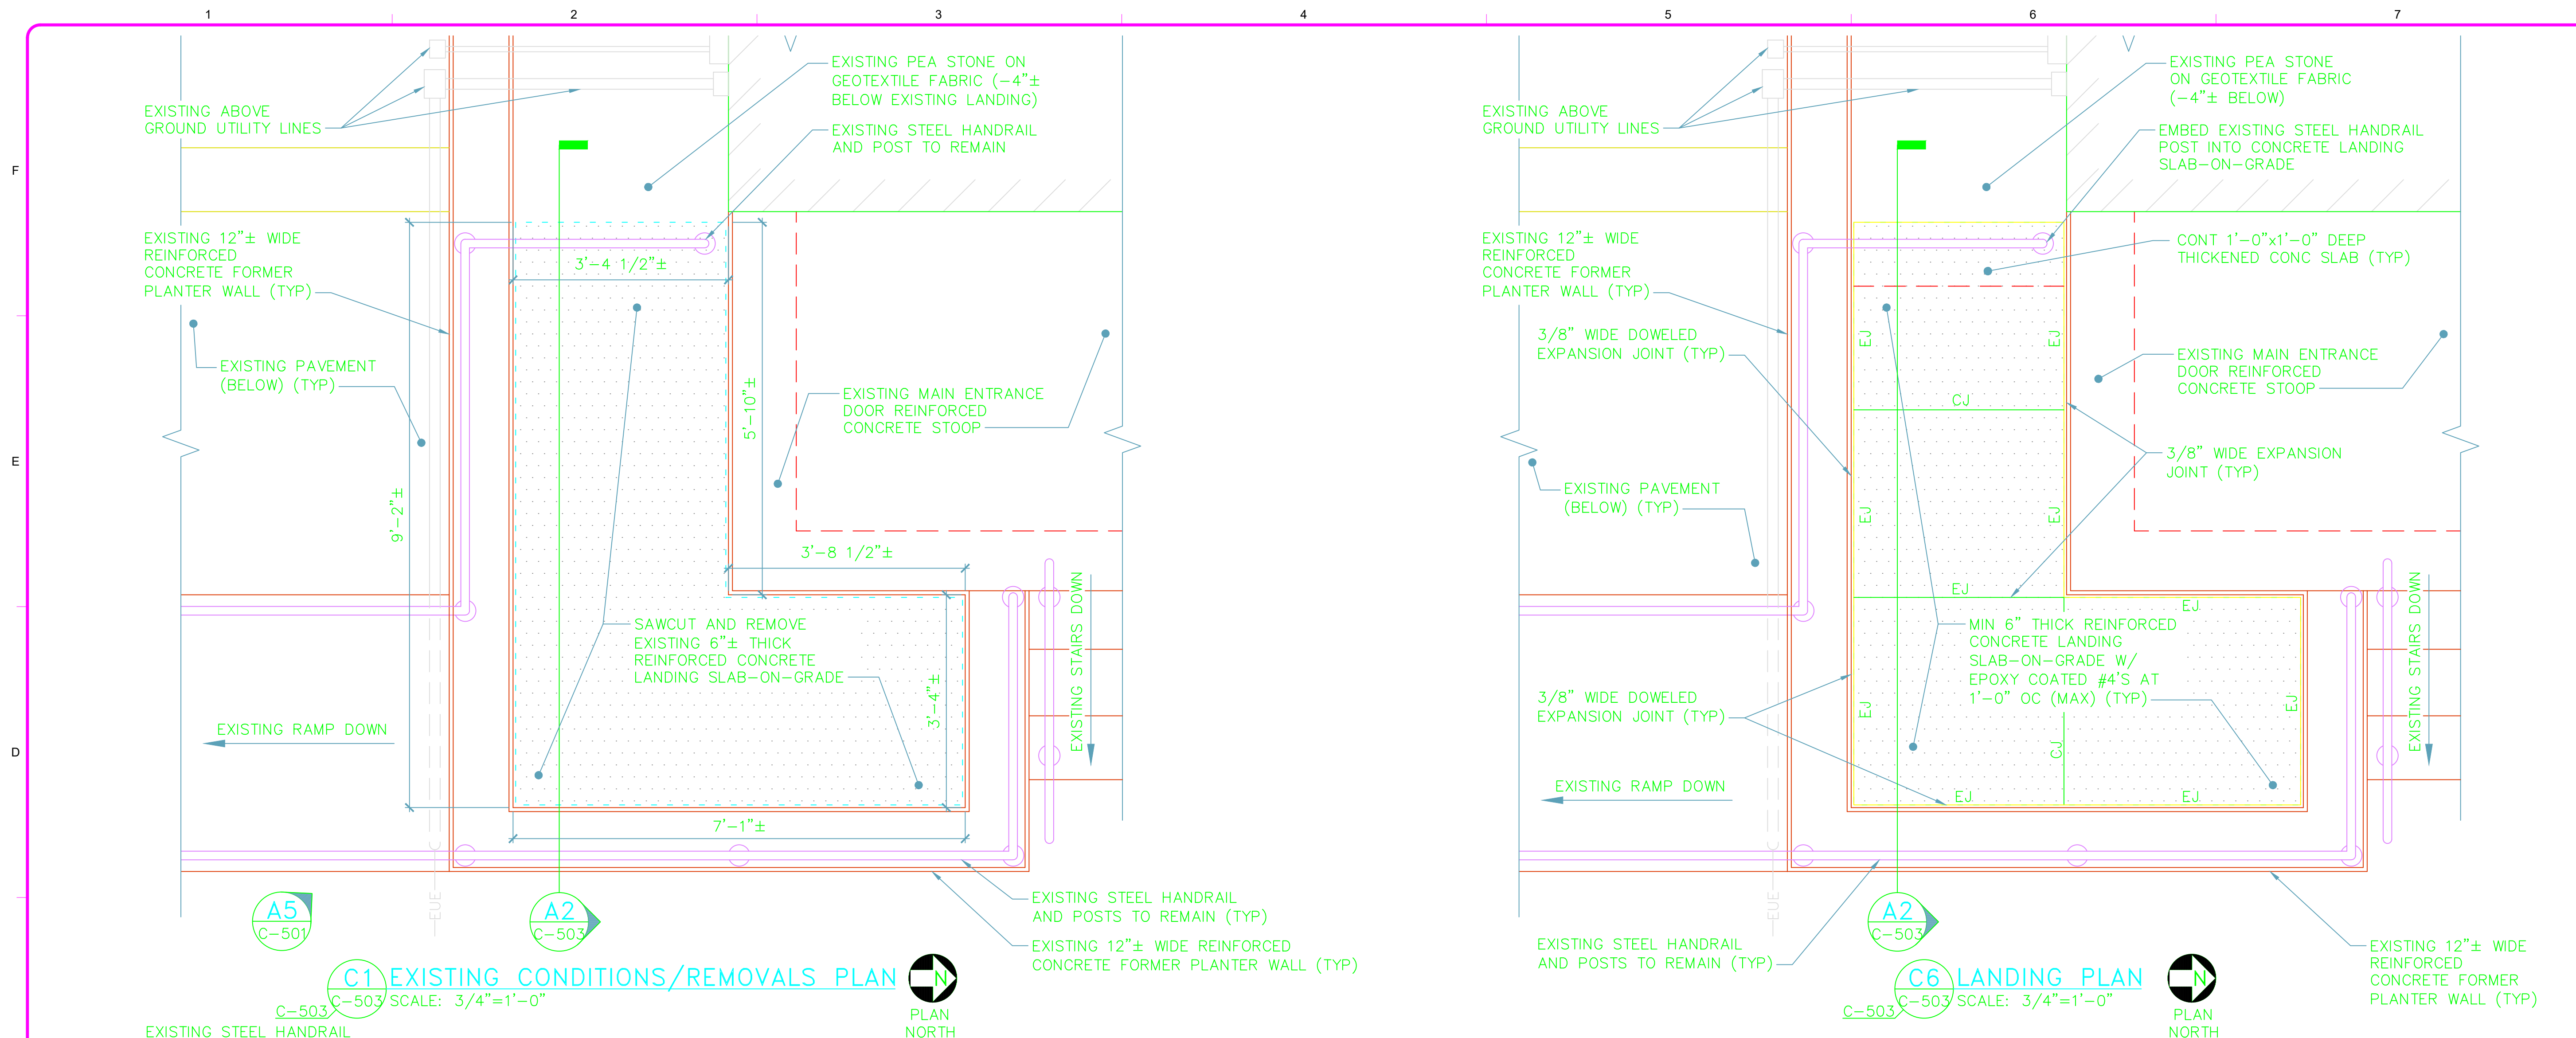 1
2
3
4
5
6
7
F
E
D
EXISTING ABOVE
GROUND UTILITY LINES
EXISTING PEA STONE ON
GEOTEXTILE FABRIC (–4"±
BELOW EXISTING LANDING)
EXISTING STEEL HANDRAIL
AND POST TO REMAIN
EXISTING 12"± WIDE
REINFORCED
CONCRETE FORMER
PLANTER WALL (TYP)
3'–4 1/2"±
EXISTING PAVEMENT
(BELOW) (TYP)
5'–10"±
EXISTING MAIN ENTRANCE
DOOR REINFORCED
CONCRETE STOOP
9'–2"±
3'–8 1/2"±
SAWCUT AND REMOVE
EXISTING 6"± THICK
REINFORCED CONCRETE
LANDING SLAB–ON–GRADE
3'–4"±
EXISTING STAIRS DOWN
EXISTING RAMP DOWN
7'–1"±
EUE
A5
C–501
A2
C–503
EXISTING STEEL HANDRAIL
AND POSTS TO REMAIN (TYP)
EXISTING 12"± WIDE REINFORCED
CONCRETE FORMER PLANTER WALL (TYP)
C1 EXISTING CONDITIONS/REMOVALS PLAN
C–503 SCALE: 3/4"=1'–0"
C–503
N
PLAN
NORTH
EXISTING STEEL HANDRAIL
EXISTING ABOVE
GROUND UTILITY LINES
EXISTING PEA STONE
ON GEOTEXTILE FABRIC
(–4"± BELOW)
EMBED EXISTING STEEL HANDRAIL
POST INTO CONCRETE LANDING
SLAB–ON–GRADE
EXISTING 12"± WIDE
REINFORCED
CONCRETE FORMER
PLANTER WALL (TYP)
CONT 1'–0"x1'–0" DEEP
THICKENED CONC SLAB (TYP)
3/8" WIDE DOWELED
EXPANSION JOINT (TYP)
EJ
EJ
EXISTING MAIN ENTRANCE
DOOR REINFORCED
CONCRETE STOOP
CJ
3/8" WIDE EXPANSION
JOINT (TYP)
EXISTING PAVEMENT
(BELOW) (TYP)
EJ
EJ
EJ
EJ
MIN 6" THICK REINFORCED
CONCRETE LANDING
SLAB–ON–GRADE W/
EPOXY COATED #4'S AT
1'–0" OC (MAX) (TYP)
EXISTING STAIRS DOWN
3/8" WIDE DOWELED
EXPANSION JOINT (TYP)
EJ
EJ
CJ
EXISTING RAMP DOWN
EJ
EJ
EUE
A2
C–503
EXISTING STEEL HANDRAIL
AND POSTS TO REMAIN (TYP)
EXISTING 12"± WIDE
REINFORCED
CONCRETE FORMER
PLANTER WALL (TYP)
C6 LANDING PLAN
C–503 SCALE: 3/4"=1'–0"
C–503
N
PLAN
NORTH